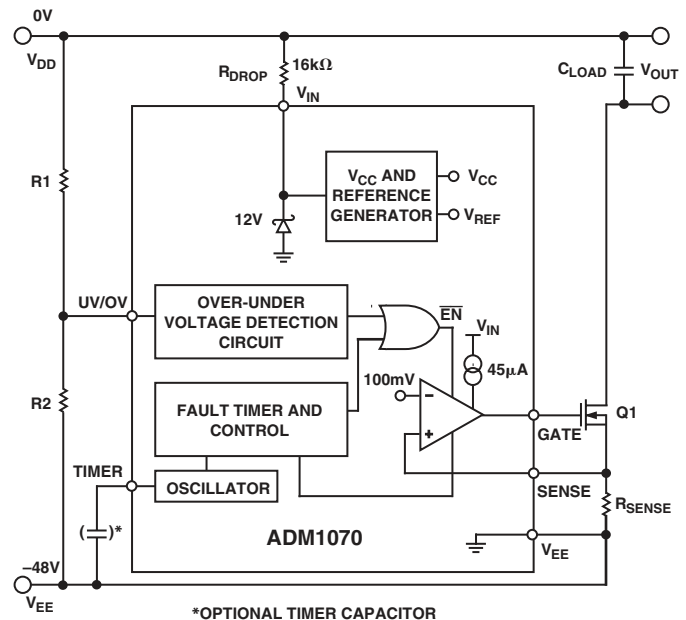 0V
VDD
RDROP
16kΩ
VIN
CLOAD
VOUT
R1
12V
VCC AND
REFERENCE
GENERATOR
VCC
VREF
UV/OV
OVER-UNDER
VOLTAGE DETECTION
CIRCUIT
EN
VIN
45μA
100mV
–
+
R2
FAULT TIMER AND
CONTROL
GATE
Q1
TIMER
OSCILLATOR
SENSE
RSENSE
( )*
ADM1070
VEE
–48V
VEE
*OPTIONAL TIMER CAPACITOR